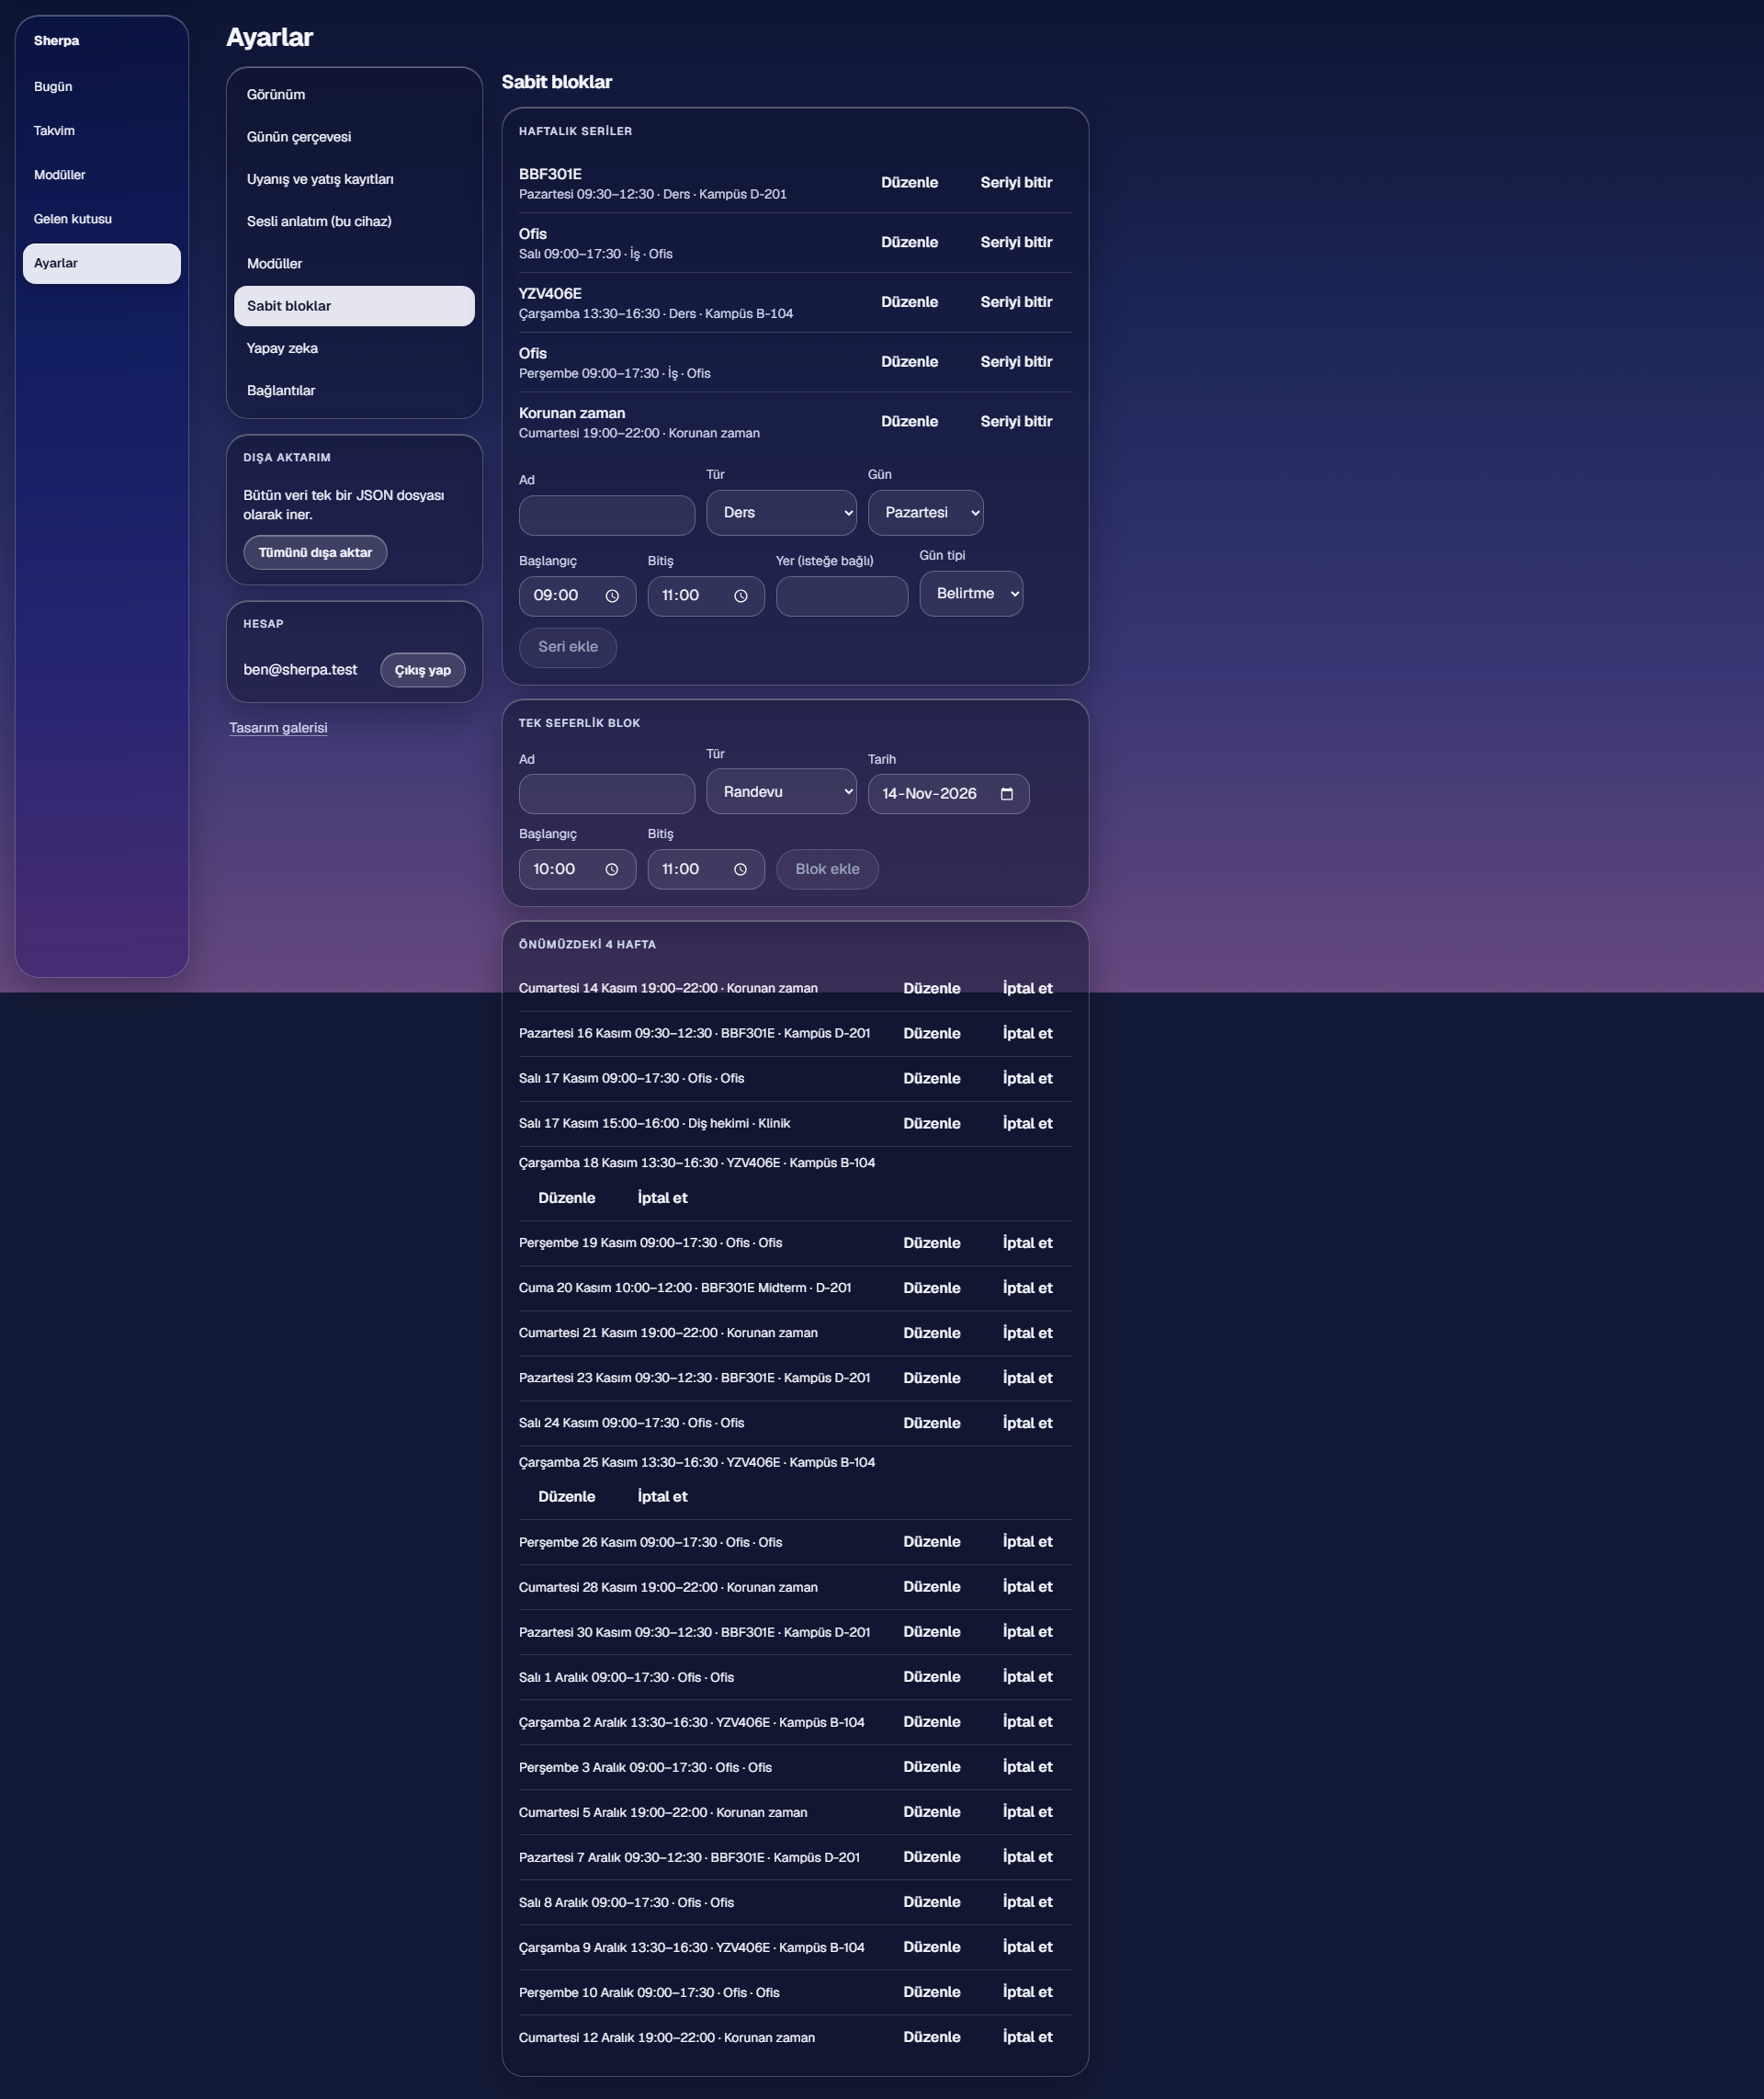 Sherpa
Bugün
Takvim
Modüller
Gelen kutusu
Ayarlar
Ayarlar
Görünüm
Günün çerçevesi
Uyanış ve yatış kayıtları
Sesli anlatım (bu cihaz)
Modüller
Sabit bloklar
Yapay zeka
Bağlantılar
DIŞA AKTARIM
Bütün veri tek bir JSON dosyası
olarak iner.
Tümünü dışa aktar
HESAP
ben@sherpa.test Çıkış yap
Tasarım galerisi
Sabit bloklar
HAFTALIK SERİLER
BBF301E
Pazartesi 09:30–12:30 · Ders · Kampüs D-201
Düzenle Seriyi bitir
Ofis
Salı 09:00–17:30 · İş · Ofis
Düzenle Seriyi bitir
YZV406E
Çarşamba 13:30–16:30 · Ders · Kampüs B-104
Düzenle Seriyi bitir
Ofis
Perşembe 09:00–17:30 · İş · Ofis
Düzenle Seriyi bitir
Korunan zaman
Cumartesi 19:00–22:00 · Korunan zaman
Düzenle Seriyi bitir
Ad Tür Gün
Ders Pazartesi
Başlangıç Bitiş Yer (isteğe bağlı) Gün tipi
09:00 11:00 Belirtme
Seri ekle
TEK SEFERLİK BLOK
Ad Tür Tarih
Randevu 14-Nov-2026
Başlangıç Bitiş
10:00 11:00 Blok ekle
ÖNÜMÜZDEKİ 4 HAFTA
Cumartesi 14 Kasım 19:00–22:00 · Korunan zaman Düzenle İptal et
Pazartesi 16 Kasım 09:30–12:30 · BBF301E · Kampüs D-201 Düzenle İptal et
Salı 17 Kasım 09:00–17:30 · Ofis · Ofis Düzenle İptal et
Salı 17 Kasım 15:00–16:00 · Diş hekimi · Klinik Düzenle İptal et
Çarşamba 18 Kasım 13:30–16:30 · YZV406E · Kampüs B-104
Düzenle İptal et
Perşembe 19 Kasım 09:00–17:30 · Ofis · Ofis Düzenle İptal et
Cuma 20 Kasım 10:00–12:00 · BBF301E Midterm · D-201 Düzenle İptal et
Cumartesi 21 Kasım 19:00–22:00 · Korunan zaman Düzenle İptal et
Pazartesi 23 Kasım 09:30–12:30 · BBF301E · Kampüs D-201 Düzenle İptal et
Salı 24 Kasım 09:00–17:30 · Ofis · Ofis Düzenle İptal et
Çarşamba 25 Kasım 13:30–16:30 · YZV406E · Kampüs B-104
Düzenle İptal et
Perşembe 26 Kasım 09:00–17:30 · Ofis · Ofis Düzenle İptal et
Cumartesi 28 Kasım 19:00–22:00 · Korunan zaman Düzenle İptal et
Pazartesi 30 Kasım 09:30–12:30 · BBF301E · Kampüs D-201 Düzenle İptal et
Salı 1 Aralık 09:00–17:30 · Ofis · Ofis Düzenle İptal et
Çarşamba 2 Aralık 13:30–16:30 · YZV406E · Kampüs B-104 Düzenle İptal et
Perşembe 3 Aralık 09:00–17:30 · Ofis · Ofis Düzenle İptal et
Cumartesi 5 Aralık 19:00–22:00 · Korunan zaman Düzenle İptal et
Pazartesi 7 Aralık 09:30–12:30 · BBF301E · Kampüs D-201 Düzenle İptal et
Salı 8 Aralık 09:00–17:30 · Ofis · Ofis Düzenle İptal et
Çarşamba 9 Aralık 13:30–16:30 · YZV406E · Kampüs B-104 Düzenle İptal et
Perşembe 10 Aralık 09:00–17:30 · Ofis · Ofis Düzenle İptal et
Cumartesi 12 Aralık 19:00–22:00 · Korunan zaman Düzenle İptal et